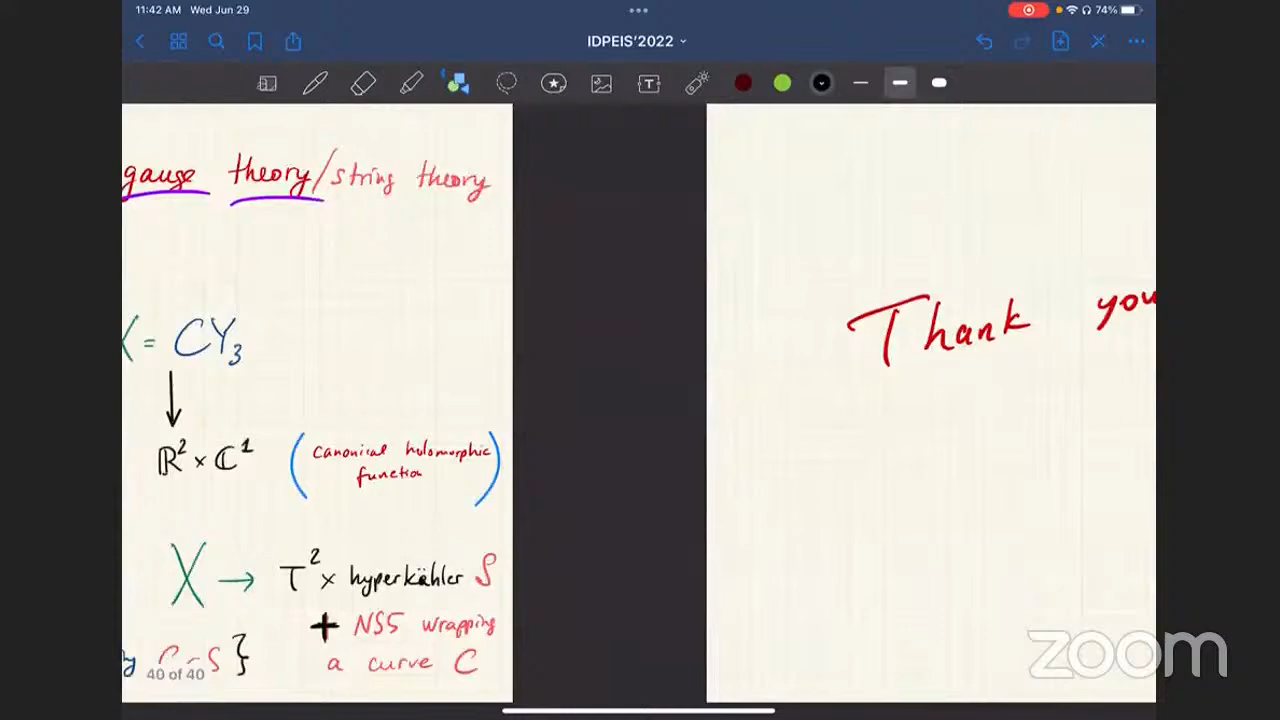 11:42 AM Wed Jun 29
74%
IDPEIS'2022
gauge theory/string theory
X = CY₃
ℝ² × ℂ¹
(canonical holomorphic
function)
X → T² × hyperkähler S
+ NS5 wrapping
a curve C
S }
40 of 40
Thank you
zoom